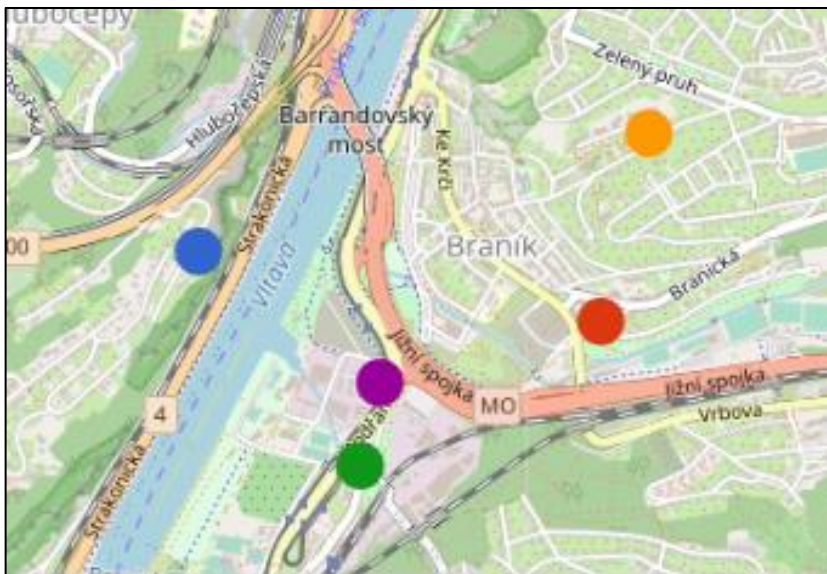 Zelený pruh
Hlubočepská
Barrandovský
most
Ke Krči
Strakonická
Braník
00
Vltava
Branická
Jižní spojka
MO
Jižní spojka
Vrbova
4
Strakonická